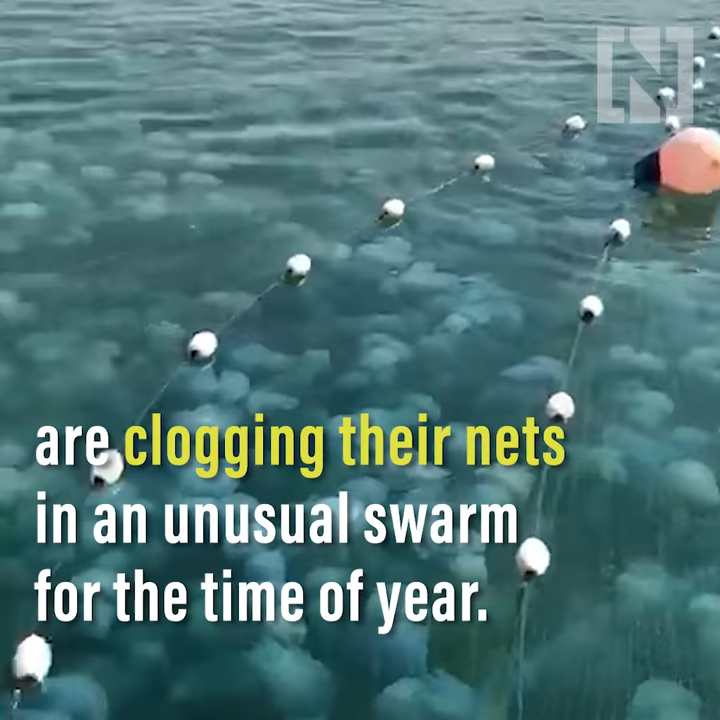 [N]
are clogging their nets
in an unusual swarm
for the time of year.